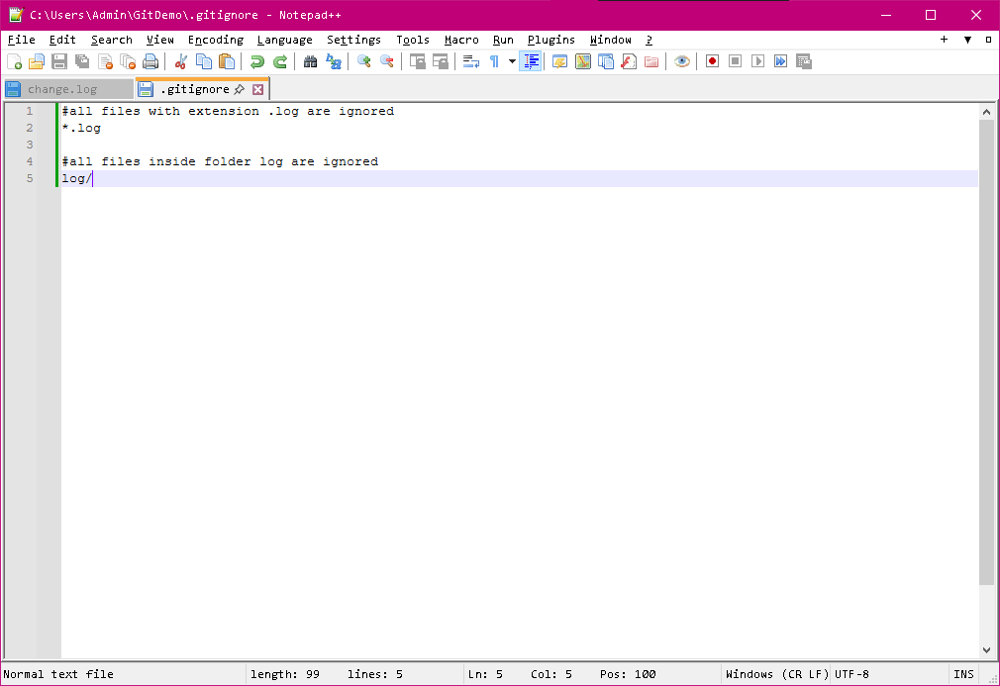 C:\Users\Admin\GitDemo\.gitignore - Notepad++
File Edit Search View Encoding Language Settings Tools Macro Run Plugins Window ? + ▼
change.log .gitignore
1 #all files with extension .log are ignored
2 *.log
3
4 #all files inside folder log are ignored
5 log/
Normal text file length: 99 lines: 5 Ln: 5 Col: 5 Pos: 100 Windows (CR LF) UTF-8 INS